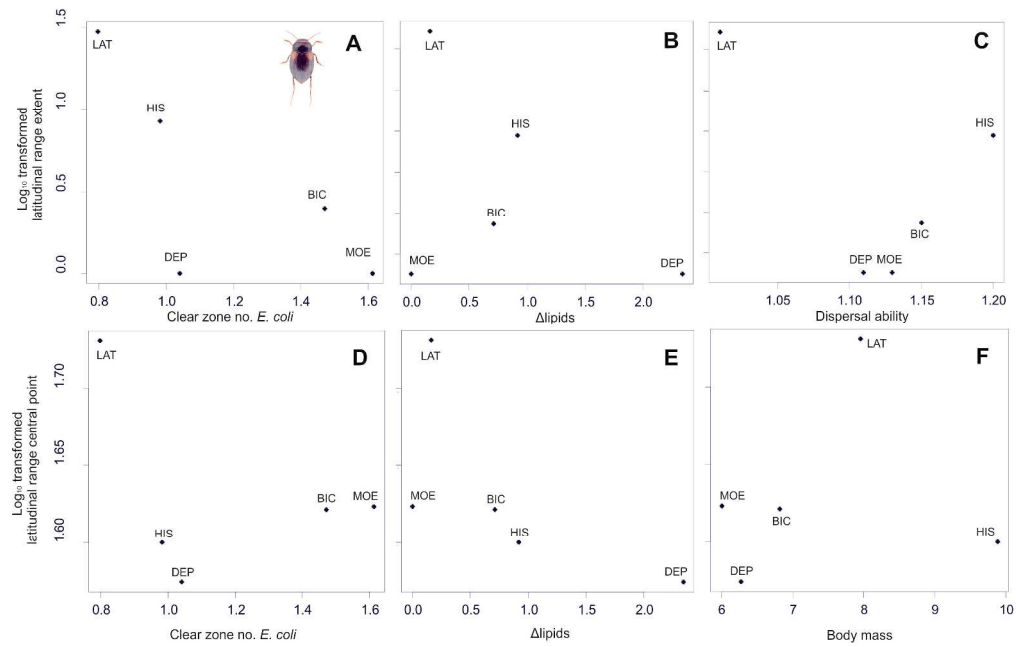 1.5
1.0
0.5
0.0
Log₁₀ transformed
latitudinal range extent
A
LAT
HIS
BIC
DEP
MOE
0.8 1.0 1.2 1.4 1.6
Clear zone no. E. coli
B
LAT
HIS
BIC
MOE
DEP
0.0 0.5 1.0 1.5 2.0
Δlipids
C
LAT
HIS
BIC
DEP MOE
1.05 1.10 1.15 1.20
Dispersal ability
1.70
1.65
1.60
Log₁₀ transformed
latitudinal range central point
D
LAT
BIC MOE
HIS
DEP
0.8 1.0 1.2 1.4 1.6
Clear zone no. E. coli
E
LAT
MOE
BIC
HIS
DEP
0.0 0.5 1.0 1.5 2.0
Δlipids
F
LAT
MOE
BIC
HIS
DEP
6 7 8 9 10
Body mass